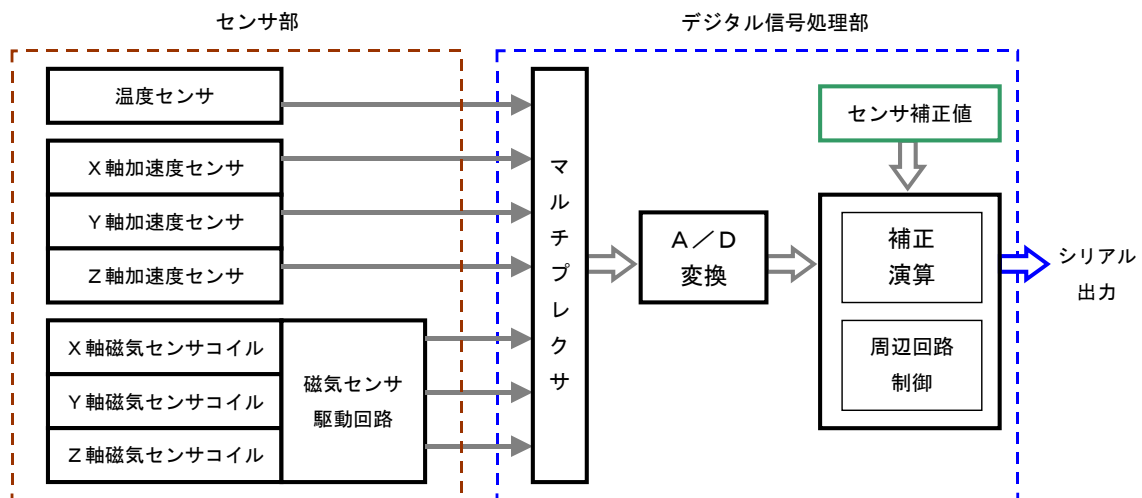 センサ部
デジタル信号処理部
温度センサ
X軸加速度センサ
Y軸加速度センサ
Z軸加速度センサ
X軸磁気センサコイル
Y軸磁気センサコイル
Z軸磁気センサコイル
磁気センサ
駆動回路
マルチプレクサ
A/D
変換
センサ補正値
補正
演算
周辺回路
制御
シリアル
出力